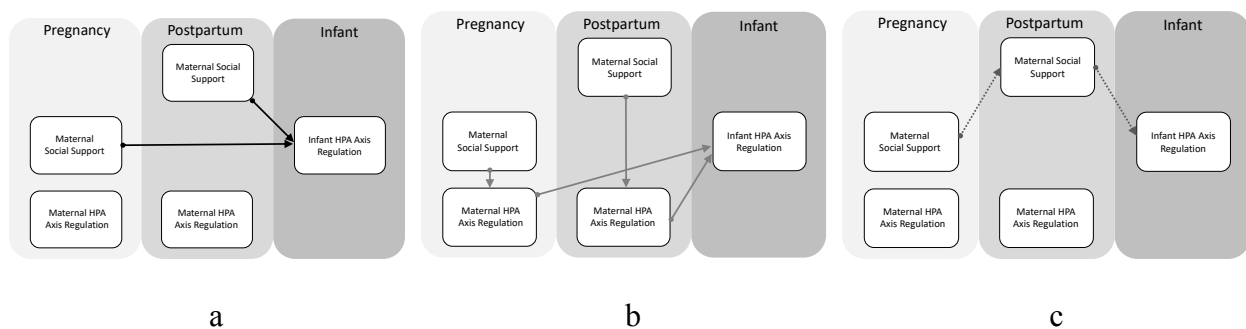 Pregnancy
Postpartum
Infant
Maternal Social
Support
Maternal
Social Support
Infant HPA Axis
Regulation
Maternal HPA
Axis Regulation
Maternal HPA
Axis Regulation
a
Pregnancy
Postpartum
Infant
Maternal Social
Support
Maternal
Social Support
Infant HPA Axis
Regulation
Maternal HPA
Axis Regulation
Maternal HPA
Axis Regulation
b
Pregnancy
Postpartum
Infant
Maternal Social
Support
Maternal
Social Support
Infant HPA Axis
Regulation
Maternal HPA
Axis Regulation
Maternal HPA
Axis Regulation
c